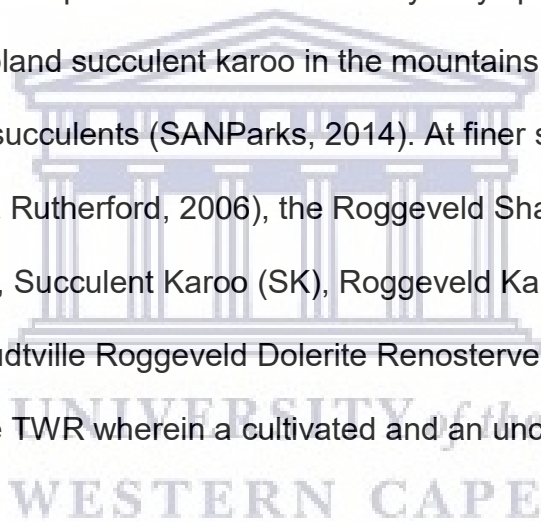 land succulent karoo in the mountains
succulents (SANParks, 2014). At finer s
Rutherford, 2006), the Roggeveld Sha
, Succulent Karoo (SK), Roggeveld Ka
udtville Roggeveld Dolerite Renosterve
UNIVERSITY of the
TWR wherein a cultivated and an unc
WESTERN CAPE